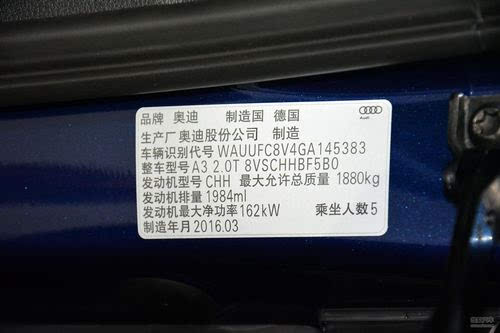 品牌 奥迪 制造国 德国
Audi
生产厂奥迪股份公司 制造
车辆识别代号 WAUUFC8V4GA145383
整车型号 A3 2.0T 8VSCHHBF5B0
发动机型号 CHH 最大允许总质量 1880kg
发动机排量 1984ml
发动机最大净功率162kW 乘坐人数5
制造年月2016.03